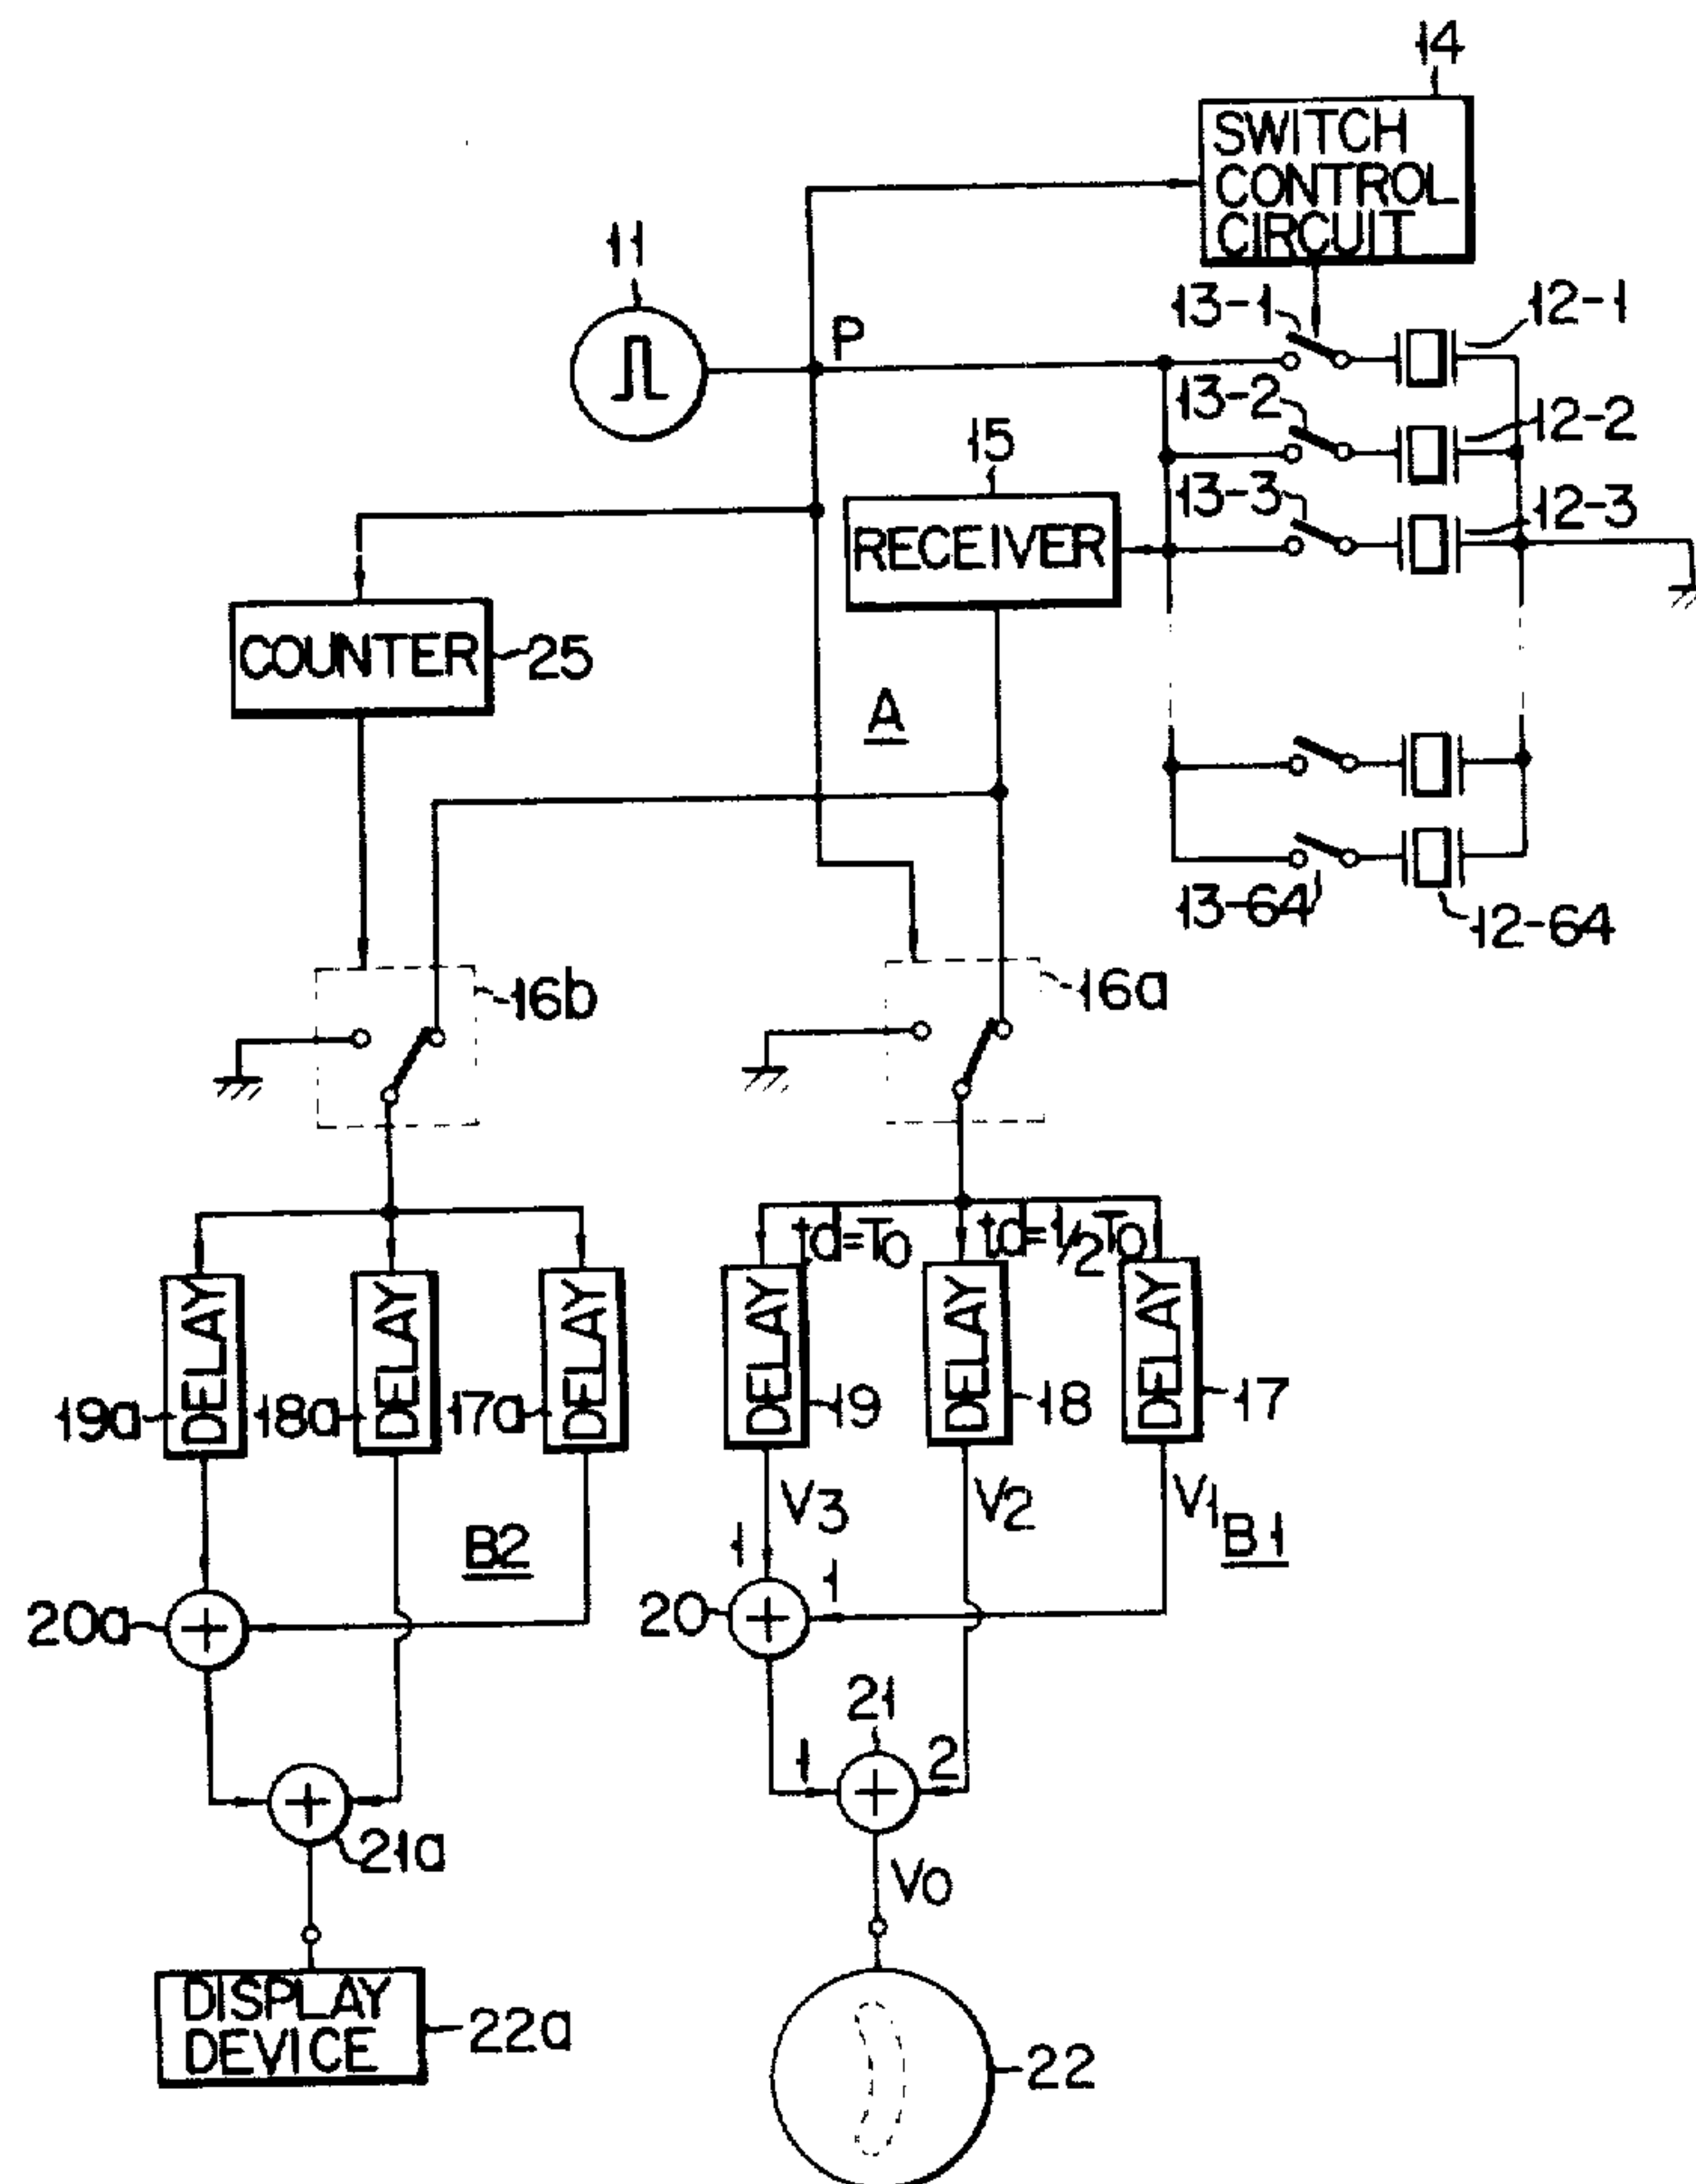 14
SWITCH
CONTROL
CIRCUIT
11
P
13-1
12-1
13-2
12-2
15
13-3
12-3
RECEIVER
COUNTER
25
A
13-64
12-64
16b
16a
td=To
td=1/2To
DELAY
DELAY
DELAY
DELAY
DELAY
DELAY
19a
18a
17a
19
18
17
V3
V2
V1
B2
B1
1
1
20a
20
21
1
2
21a
Vo
DISPLAY
DEVICE
22a
22